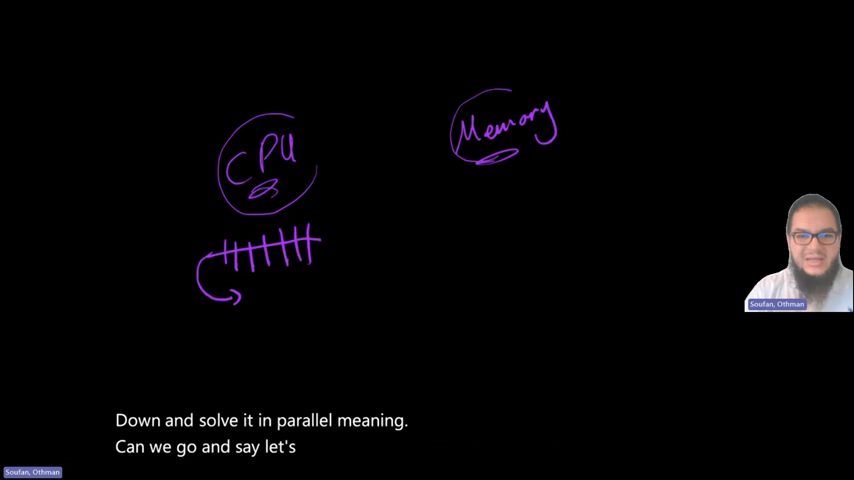 Memory
CPU
Soufan, Othman
Down and solve it in parallel meaning.
Can we go and say let's
Soufan, Othman